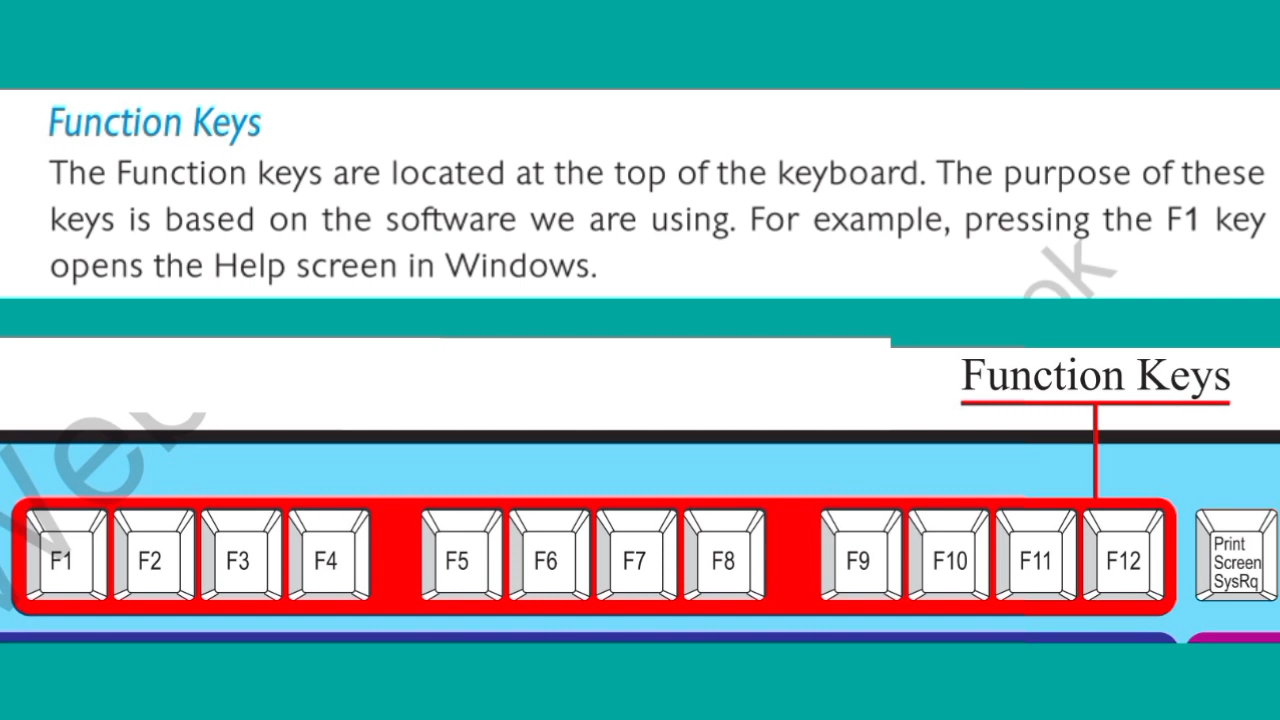 Function Keys
The Function keys are located at the top of the keyboard. The purpose of these
keys is based on the software we are using. For example, pressing the F1 key
opens the Help screen in Windows.
Function Keys
F1 F2 F3 F4 F5 F6 F7 F8 F9 F10 F11 F12
Print
Screen
SysRq